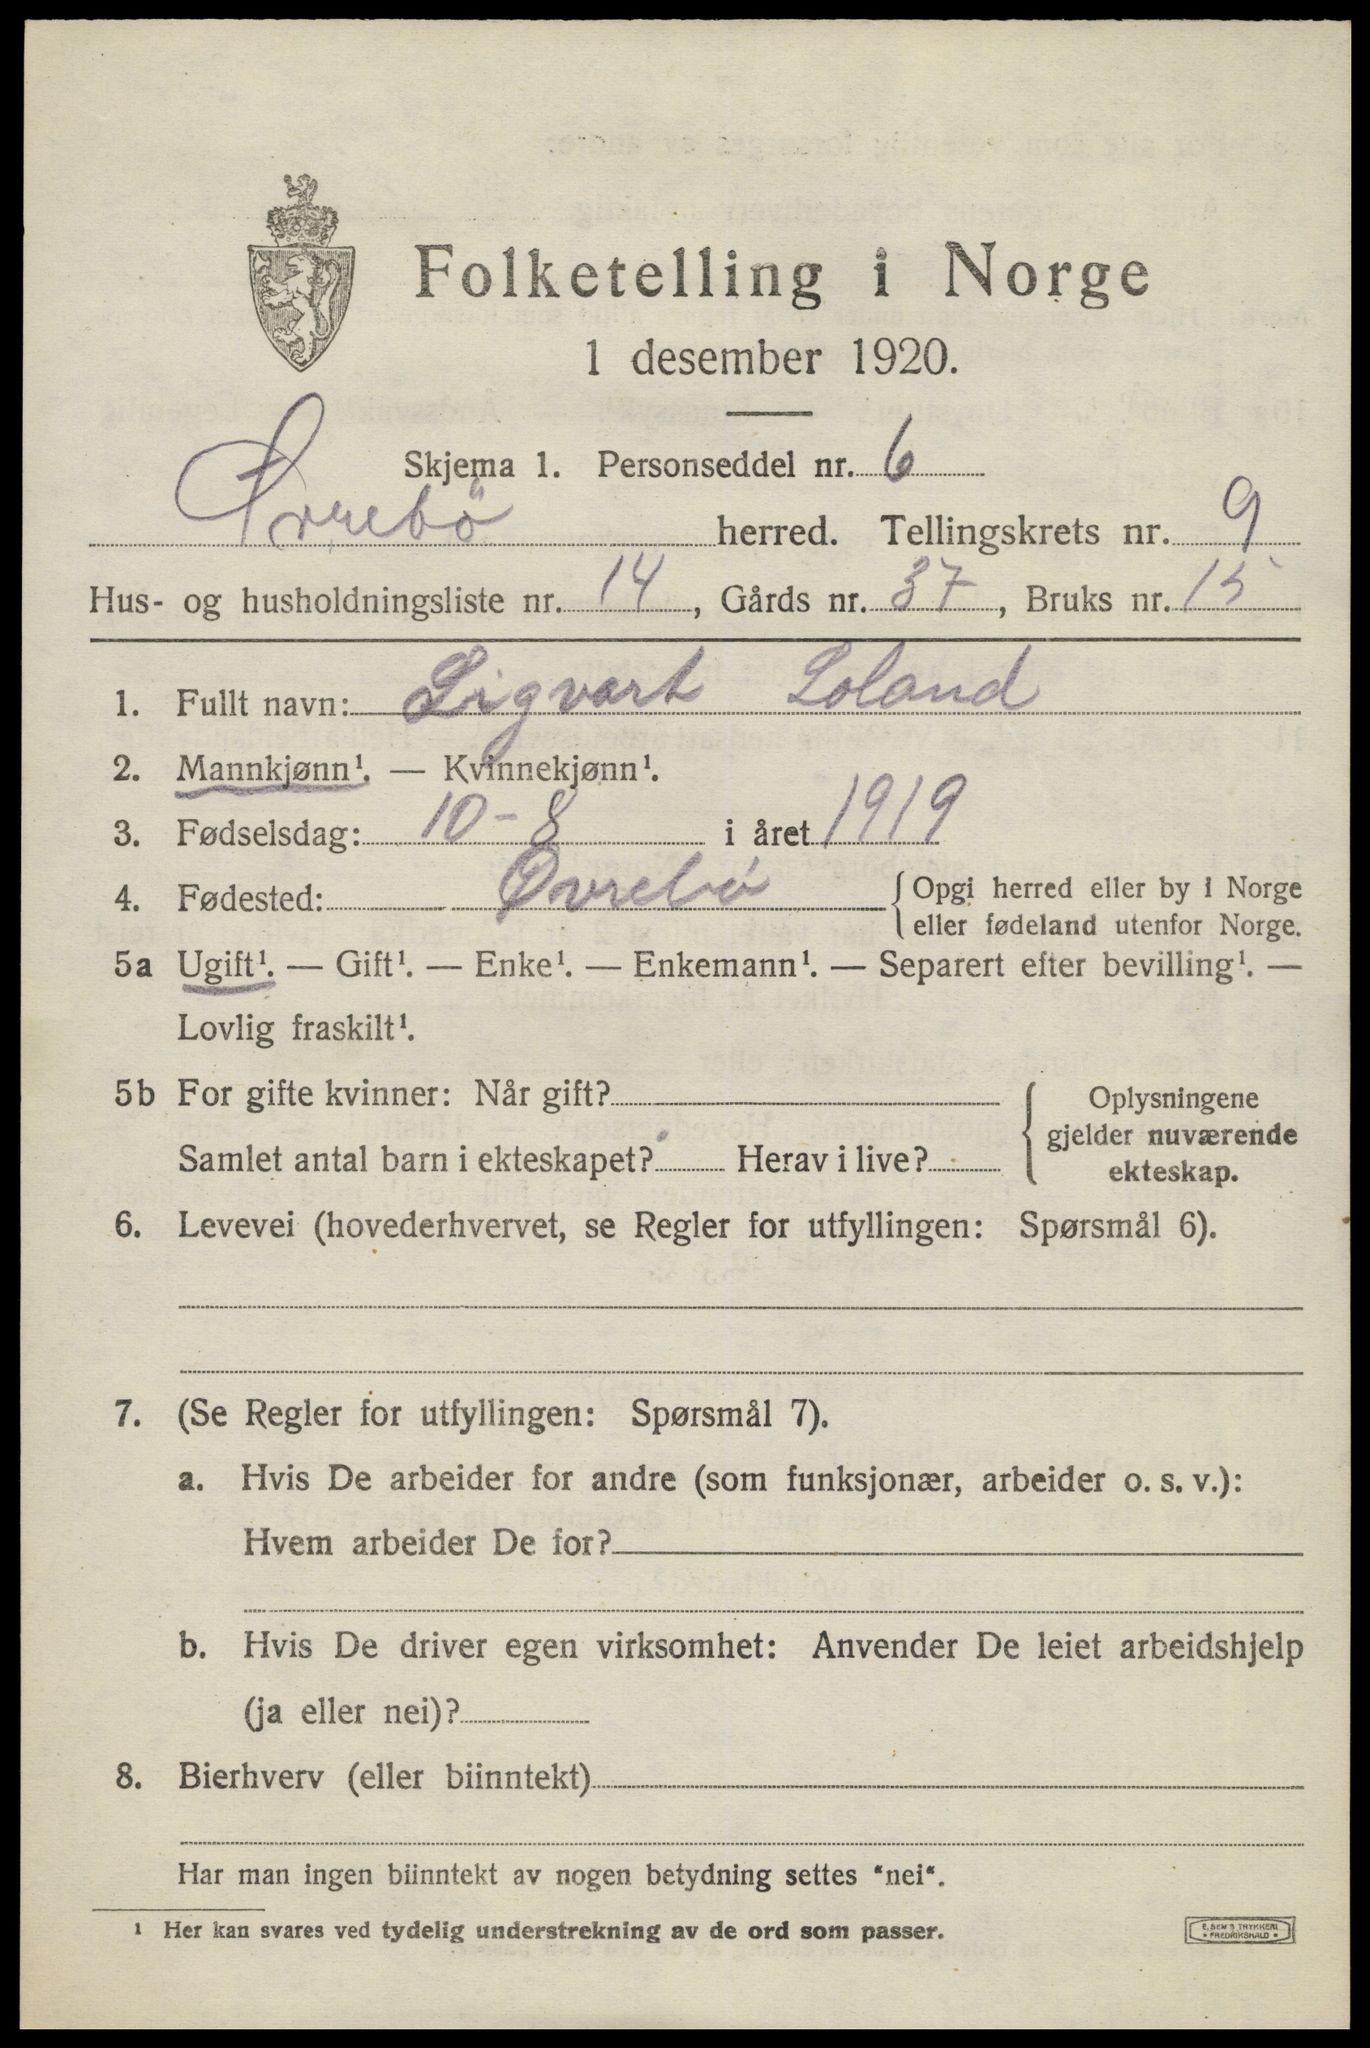 Folketelling i Norge
1 desember 1920.
Skjema 1. Personseddel nr. 6
Øvrebö herred. Tellingskrets nr. 9
Hus- og husholdningsliste nr. 14, Gårds nr. 37, Bruks nr. 15
1. Fullt navn: Sigvart Loland
2. Mannkjønn¹. — Kvinnekjønn¹.
3. Fødselsdag: 10-8 i året 1919
4. Fødested: Øvrebø { Opgi herred eller by i Norge
eller fødeland utenfor Norge.
5a Ugift¹. — Gift¹. — Enke¹. — Enkemann¹. — Separert efter bevilling¹. —
Lovlig fraskilt¹.
5b For gifte kvinner: Når gift? { Oplysningene
gjelder nuværende
Samlet antal barn i ekteskapet? Herav i live? ekteskap.
6. Levevei (hovederhvervet, se Regler for utfyllingen: Spørsmål 6).
7. (Se Regler for utfyllingen: Spørsmål 7).
a. Hvis De arbeider for andre (som funksjonær, arbeider o. s. v.):
Hvem arbeider De for?
b. Hvis De driver egen virksomhet: Anvender De leiet arbeidshjelp
(ja eller nei)?
8. Bierhverv (eller biinntekt)
Har man ingen biinntekt av nogen betydning settes "nei".
¹ Her kan svares ved tydelig understrekning av de ord som passer.
E. SEM'S TRYKKERI
* FREDRIKSHALD *